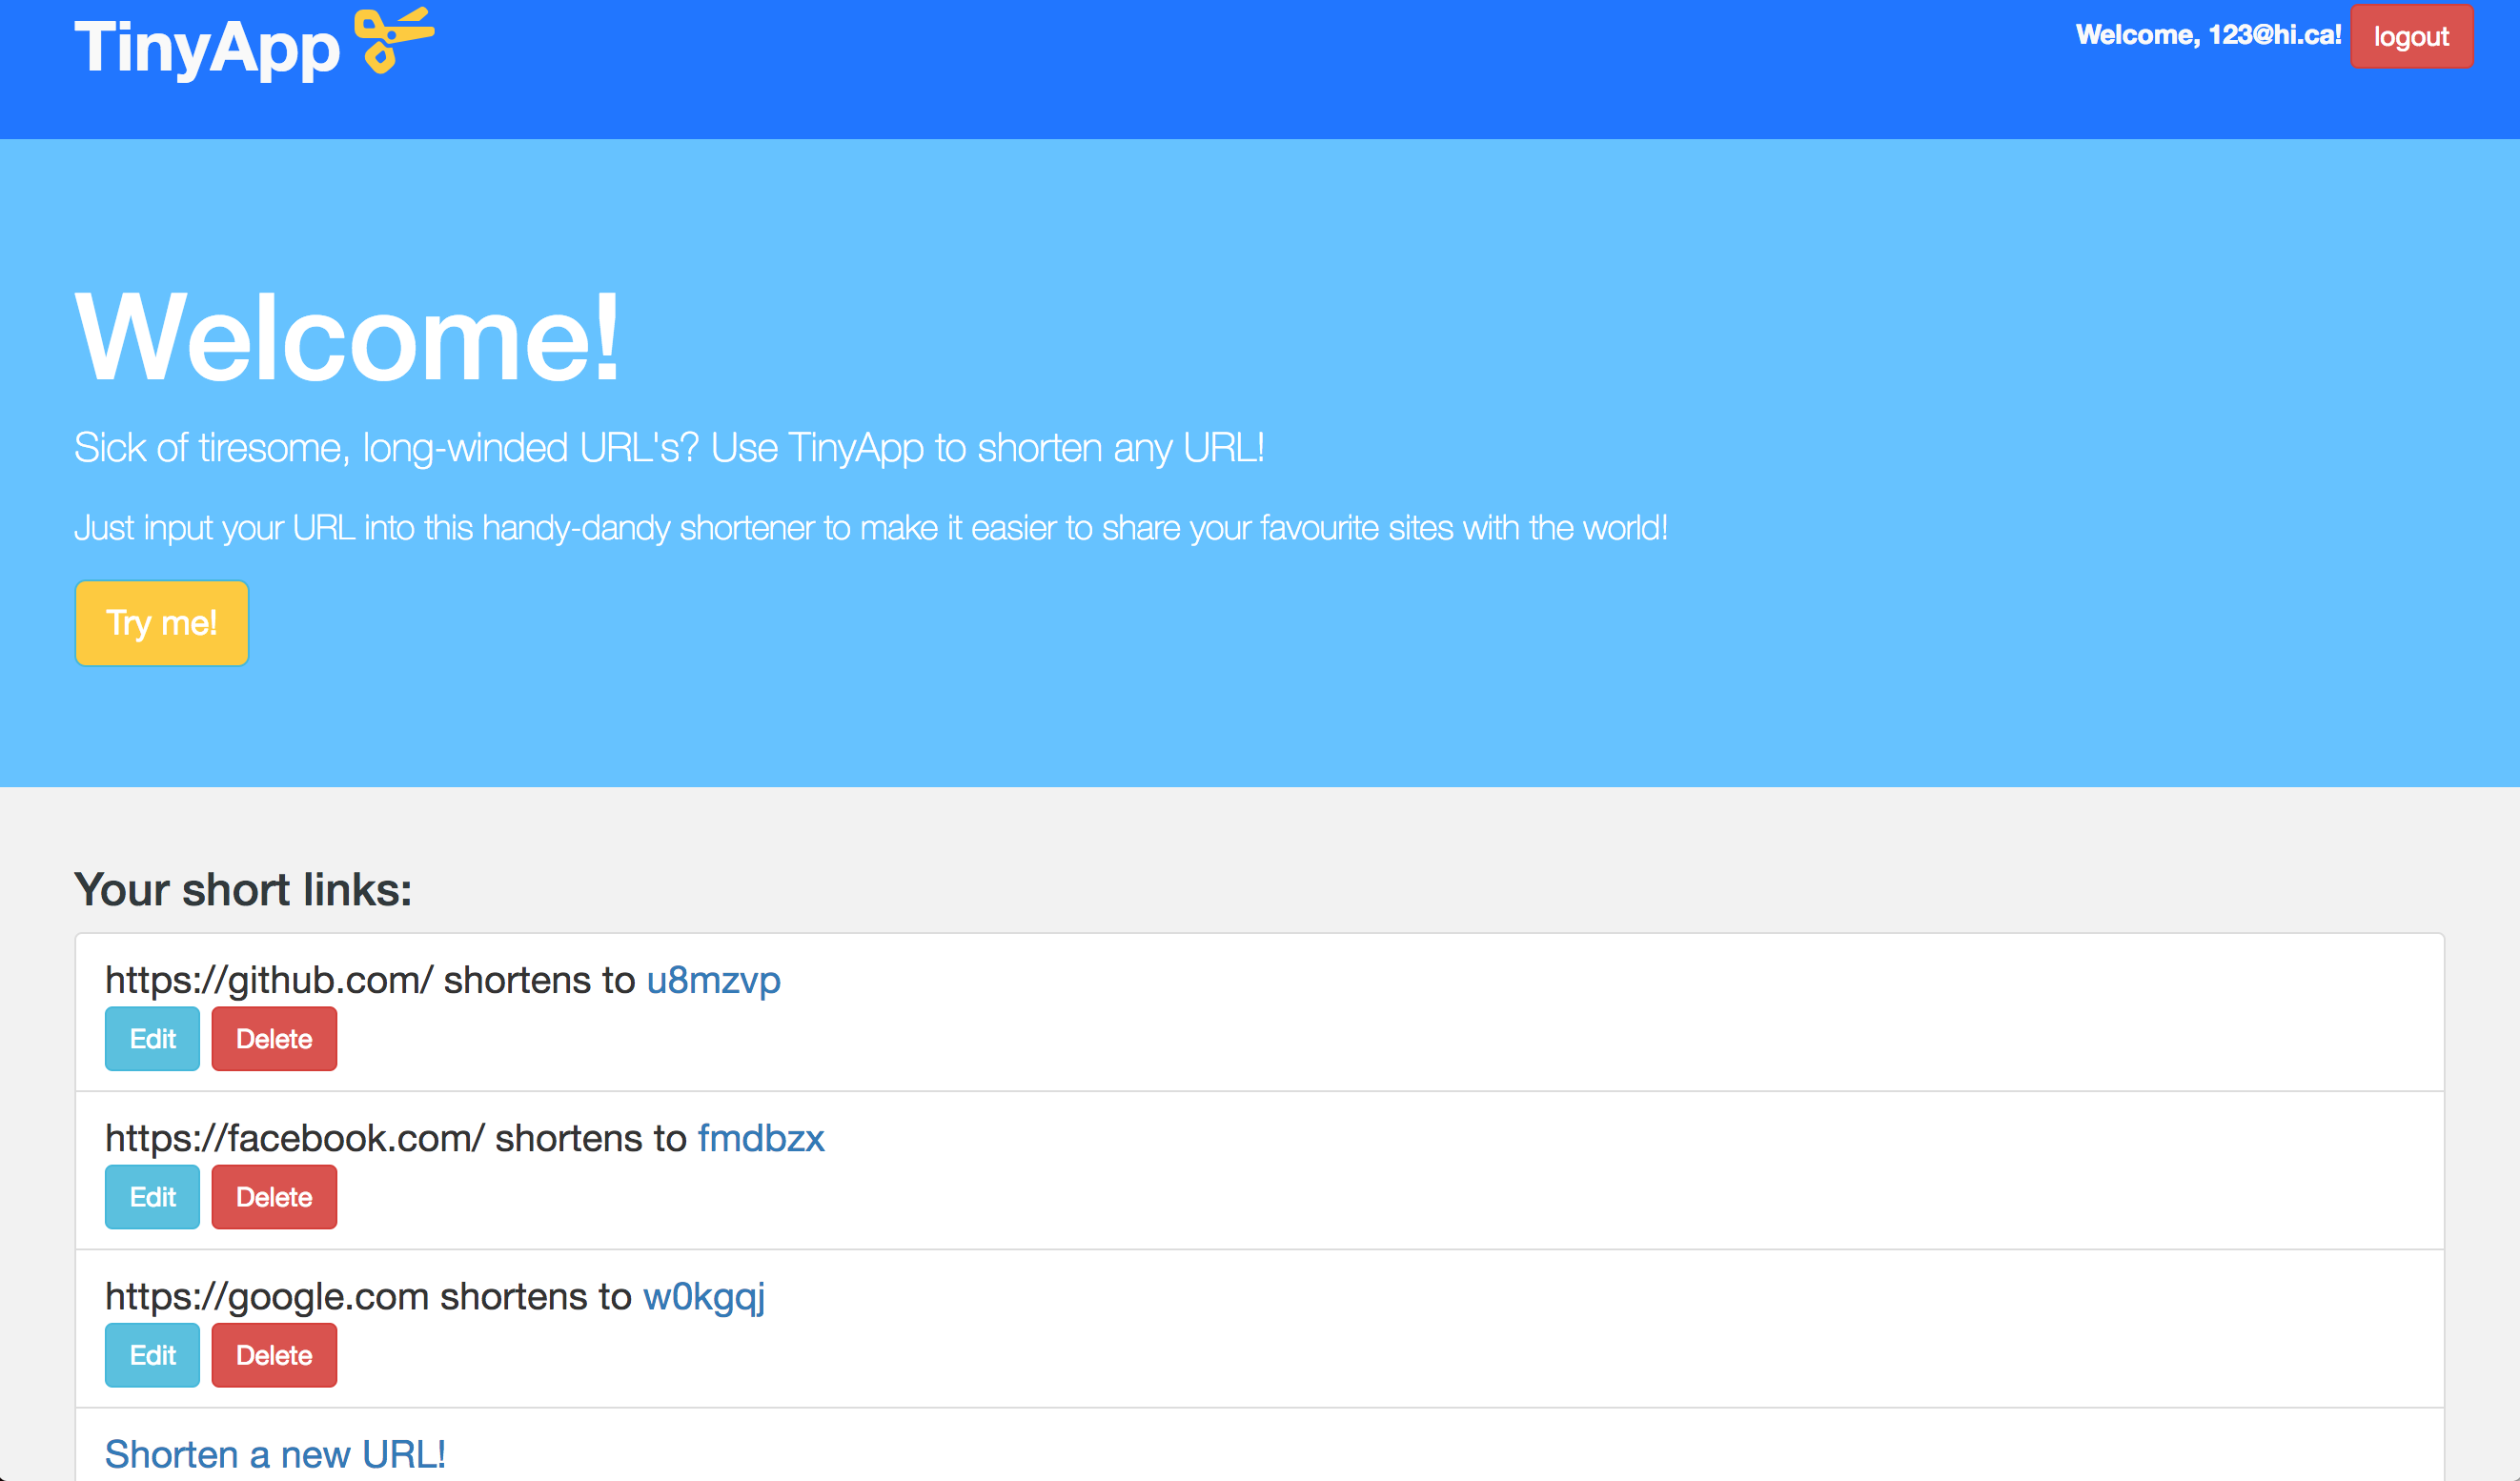 TinyApp
Welcome, 123@hi.ca! logout
Welcome!
Sick of tiresome, long-winded URL's? Use TinyApp to shorten any URL!
Just input your URL into this handy-dandy shortener to make it easier to share your favourite sites with the world!
Try me!
Your short links:
https://github.com/ shortens to u8mzvp
Edit Delete
https://facebook.com/ shortens to fmdbzx
Edit Delete
https://google.com shortens to w0kgqj
Edit Delete
Shorten a new URL!